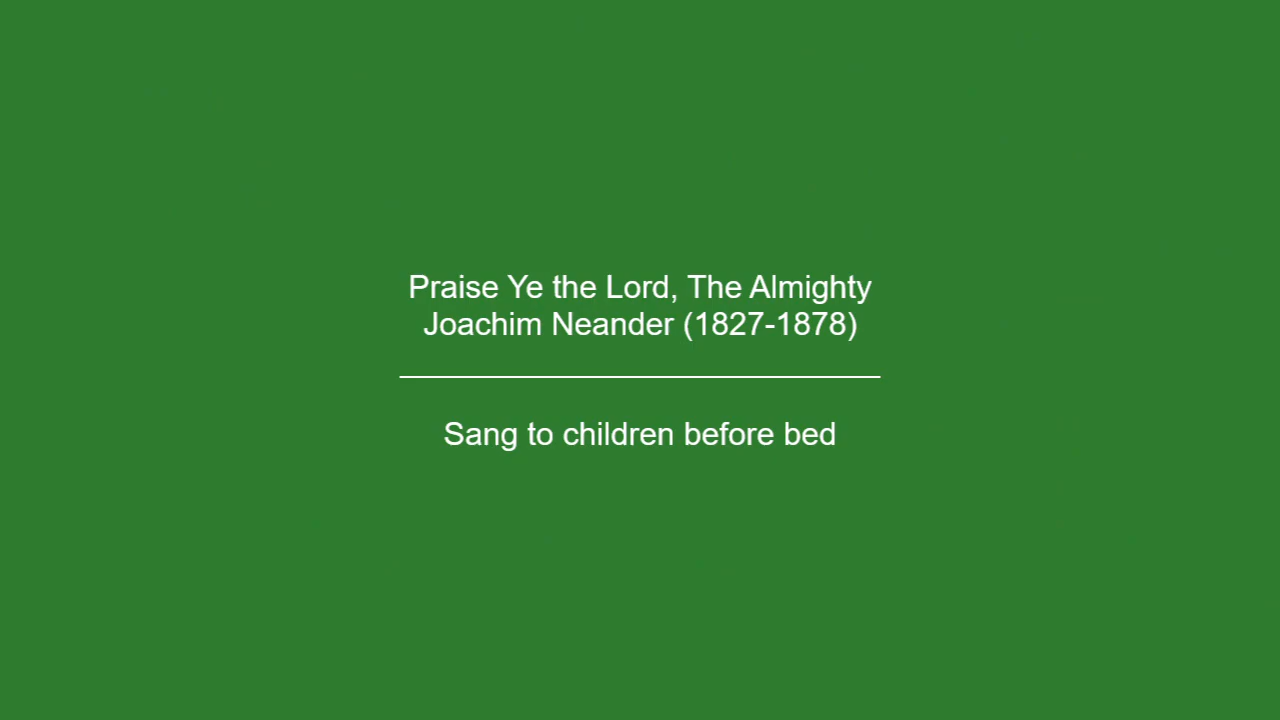 Praise Ye the Lord, The Almighty
Joachim Neander (1827-1878)
Sang to children before bed